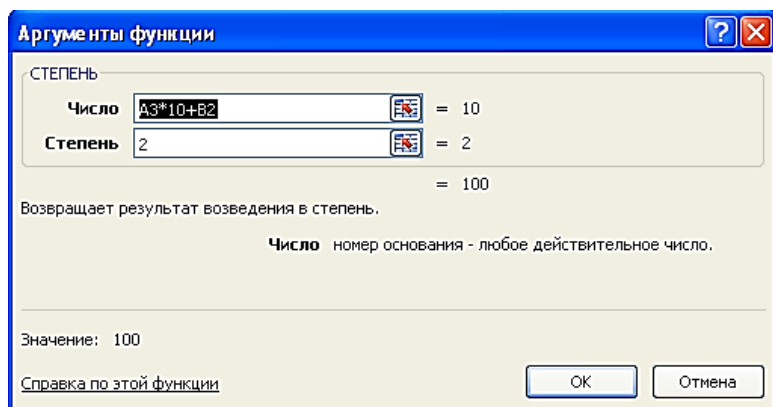 Аргументы функции
СТЕПЕНЬ
Число A3*10+B2 = 10
Степень 2 = 2
= 100
Возвращает результат возведения в степень.
Число номер основания - любое действительное число.
Значение: 100
Справка по этой функции ОК Отмена